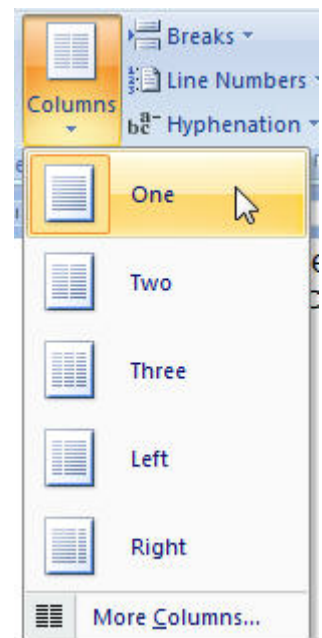 Breaks
Line Numbers
Columns
Hyphenation
One
Two
Three
Left
Right
More Columns...